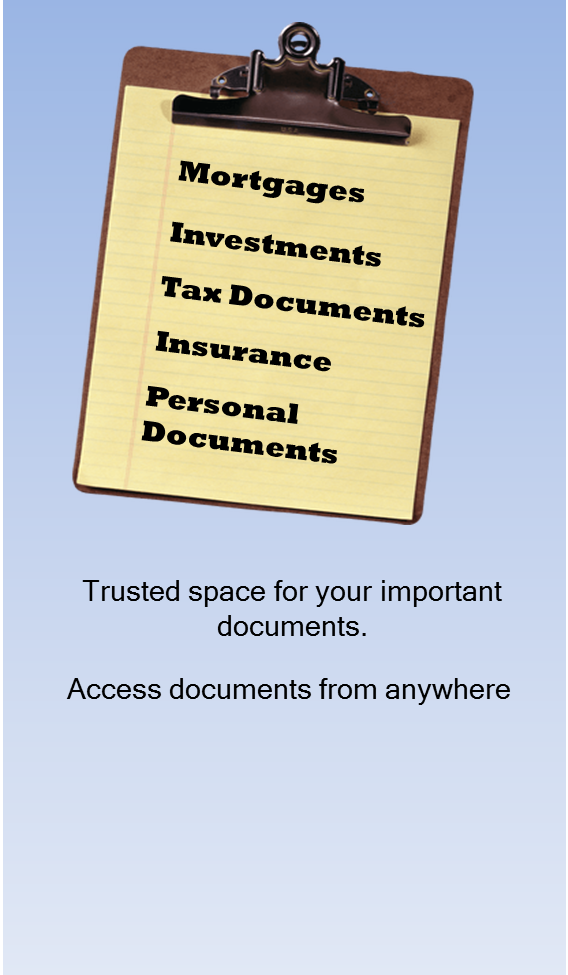 Mortgages
Investments
Tax Documents
Insurance
Personal
Documents
Trusted space for your important
documents.
Access documents from anywhere